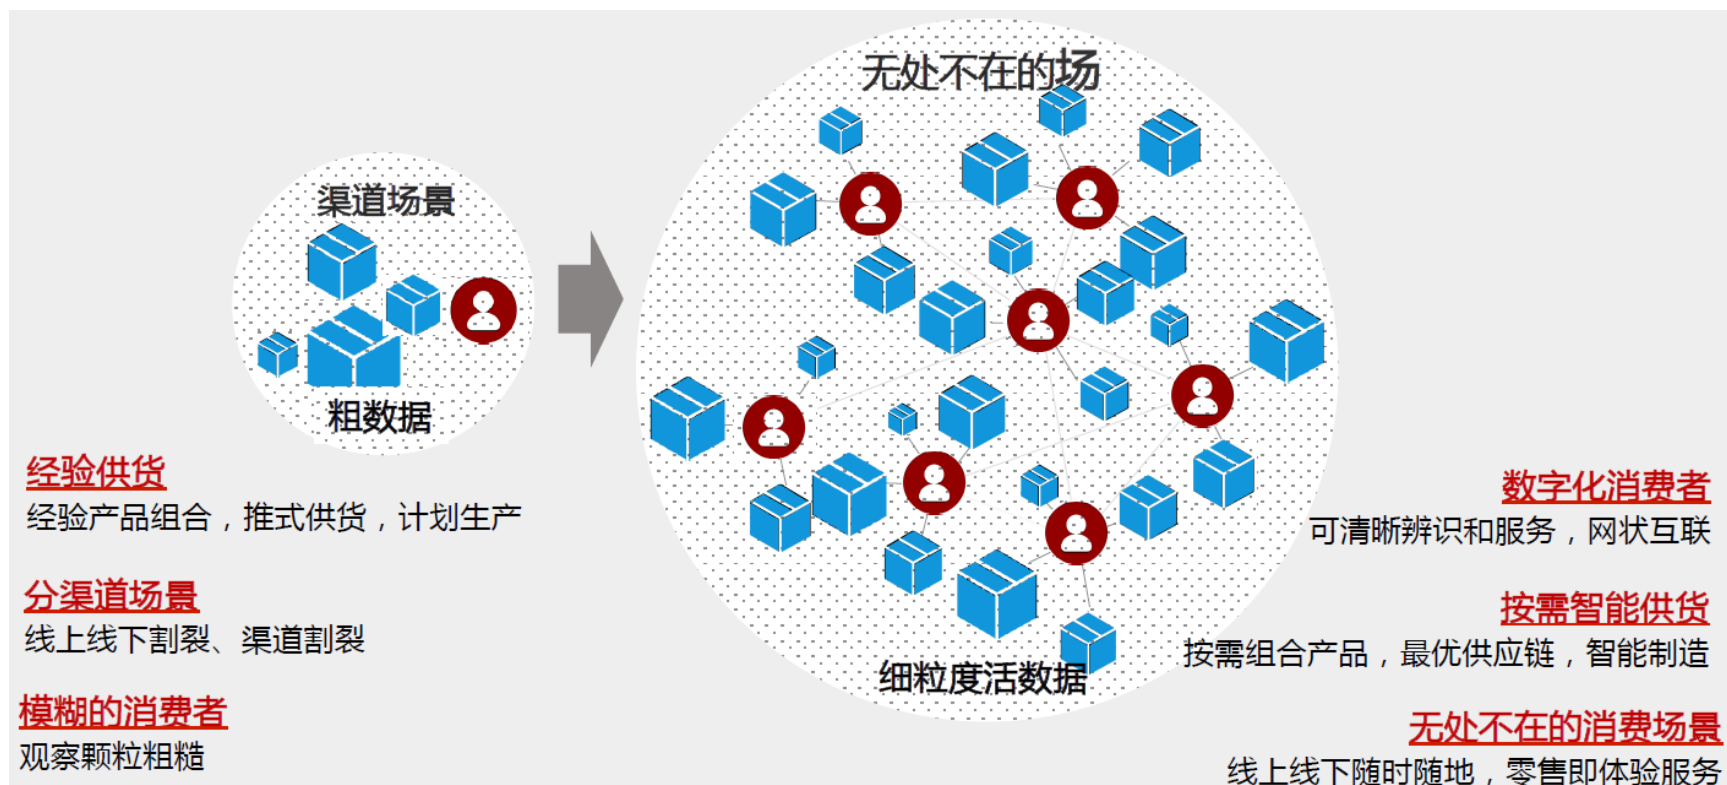 渠道场景
粗数据
经验供货
经验产品组合，推式供货，计划生产
分渠道场景
线上线下割裂、渠道割裂
模糊的消费者
观察颗粒粗糙
无处不在的场
细粒度活数据
数字化消费者
可清晰辨识和服务，网状互联
按需智能供货
按需组合产品，最优供应链，智能制造
无处不在的消费场景
线上线下随时随地，零售即体验服务